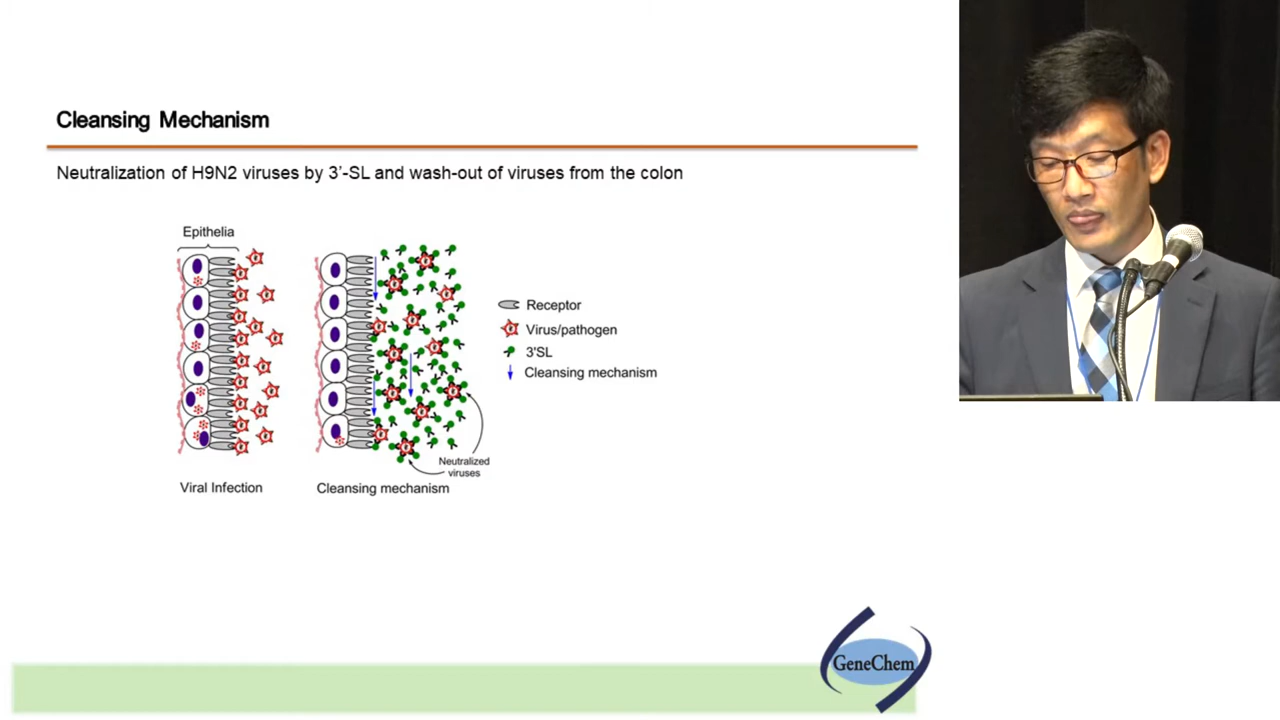 Cleansing Mechanism
Neutralization of H9N2 viruses by 3’-SL and wash-out of viruses from the colon
Epithelia
Receptor
Virus/pathogen
3'SL
Cleansing mechanism
Neutralized
viruses
Viral Infection
Cleansing mechanism
GeneChem